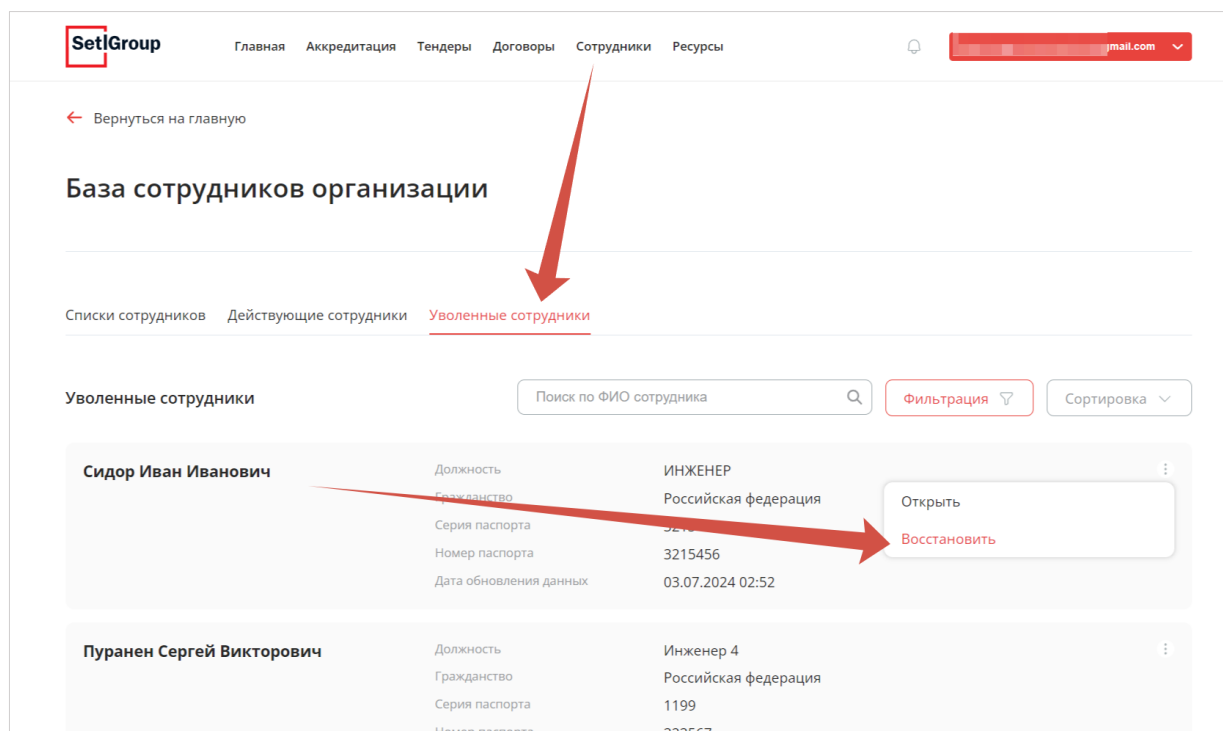 SetlGroup Главная Аккредитация Тендеры Договоры Сотрудники Ресурсы mail.com
Вернуться на главную
База сотрудников организации
Списки сотрудников Действующие сотрудники Уволенные сотрудники
Уволенные сотрудники Поиск по ФИО сотрудника Фильтрация Сортировка
Сидор Иван Иванович Должность ИНЖЕНЕР
Гражданство Российская федерация Открыть
Серия паспорта
Восстановить
Номер паспорта 3215456
Дата обновления данных 03.07.2024 02:52
Пуранен Сергей Викторович Должность Инженер 4
Гражданство Российская федерация
Серия паспорта 1199